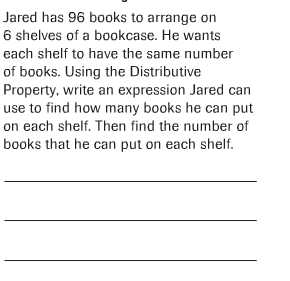 Jared has 96 books to arrange on
6 shelves of a bookcase. He wants
each shelf to have the same number
of books. Using the Distributive
Property, write an expression Jared can
use to find how many books he can put
on each shelf. Then find the number of
books that he can put on each shelf.